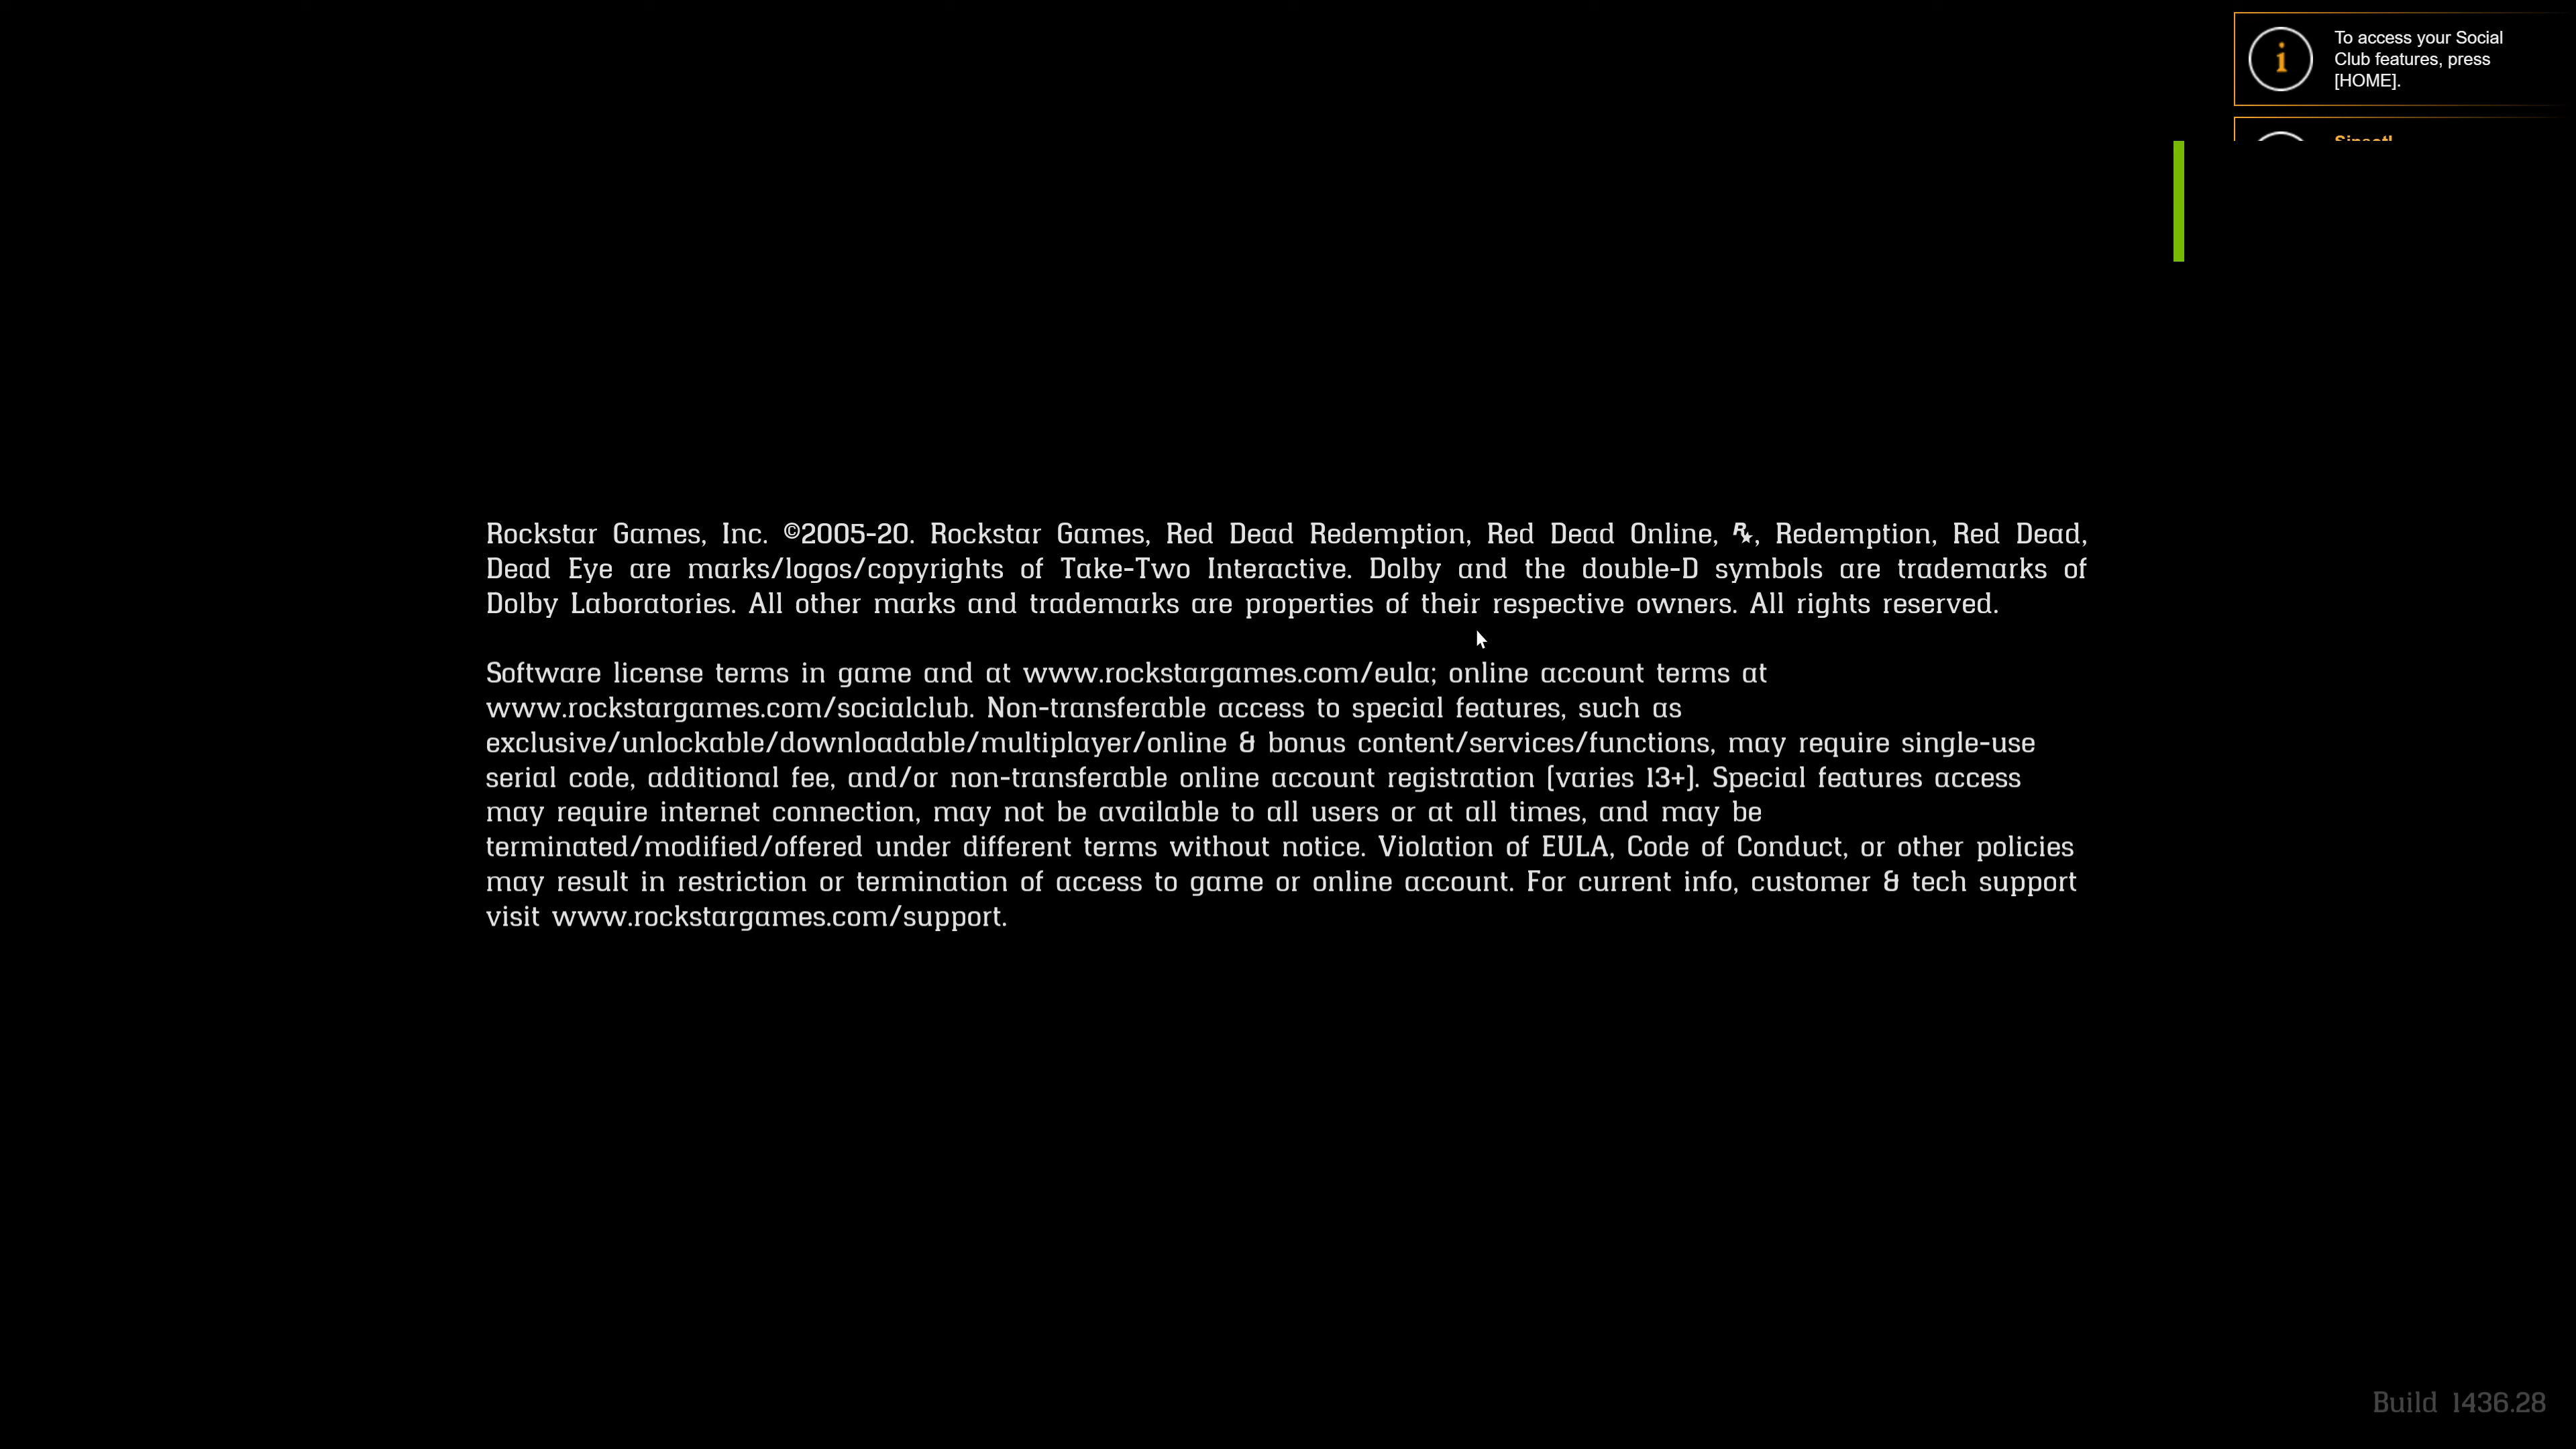 To access your Social
Club features, press
[HOME].
Rockstar Games, Inc. ©2005-20. Rockstar Games, Red Dead Redemption, Red Dead Online, R★, Redemption, Red Dead,
Dead Eye are marks/logos/copyrights of Take-Two Interactive. Dolby and the double-D symbols are trademarks of
Dolby Laboratories. All other marks and trademarks are properties of their respective owners. All rights reserved.
Software license terms in game and at www.rockstargames.com/eula; online account terms at
www.rockstargames.com/socialclub. Non-transferable access to special features, such as
exclusive/unlockable/downloadable/multiplayer/online & bonus content/services/functions, may require single-use
serial code, additional fee, and/or non-transferable online account registration (varies 13+). Special features access
may require internet connection, may not be available to all users or at all times, and may be
terminated/modified/offered under different terms without notice. Violation of EULA, Code of Conduct, or other policies
may result in restriction or termination of access to game or online account. For current info, customer & tech support
visit www.rockstargames.com/support.
Build 1436.28